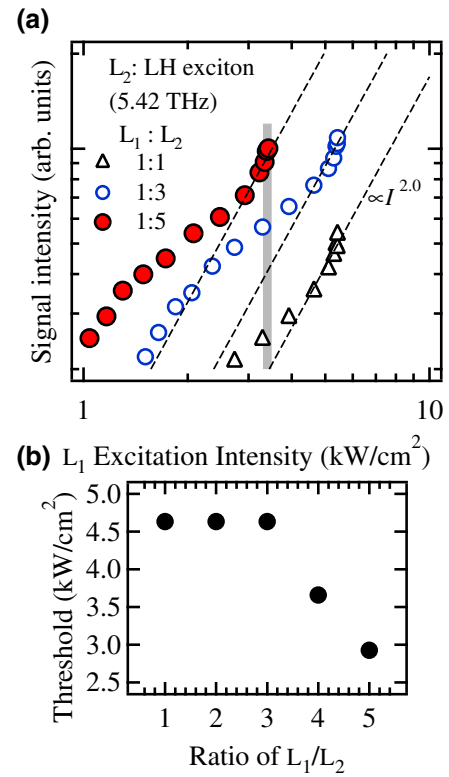 (a)
Signal intensity (arb. units)
L₂: LH exciton
(5.42 THz)
L₁ : L₂
1:1
1:3
1:5
∝I^2.0
1
10
L₁ Excitation Intensity (kW/cm²)
(b)
Threshold (kW/cm²)
5.0
4.5
4.0
3.5
3.0
2.5
1 2 3 4 5
Ratio of L₁/L₂